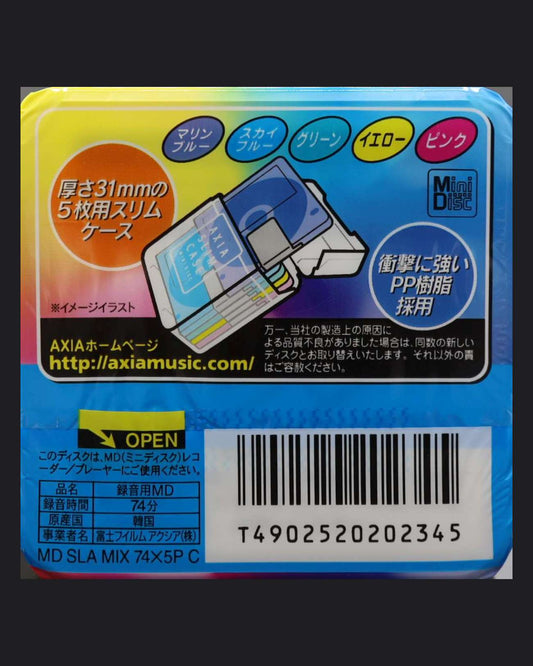 マリン
ブルー
スカイ
ブルー
グリーン
イエロー
ピンク
厚さ31mmの
5枚用スリム
ケース
Mini
Disc
AXIA
SLIM
CASE
衝撃に強い
PP樹脂
採用
※イメージイラスト
AXIAホームページ
http://axiamusic.com/
万一、当社の製造上の原因に
よる品質不良がありました場合は、同数の新しい
ディスクとお取り替えいたします。それ以外の責
はご容赦ください。
OPEN
このディスクは、MD(ミニディスク)レコ
ーダー/プレーヤーにご使用ください。
品名 録音用MD
録音時間 74分
原産国 韓国
事業者名 富士フイルム アクシア(株)
MD SLA MIX 74×5P C
T4902520202345